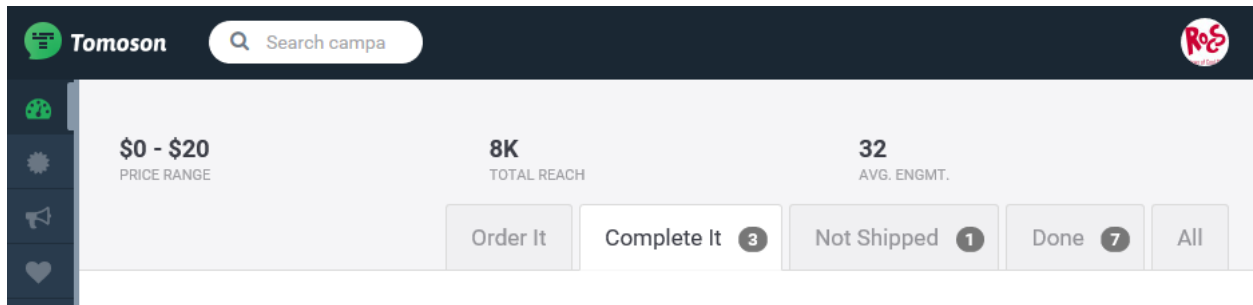 Tomoson
Search campa
RoCS
$0 - $20
PRICE RANGE
8K
TOTAL REACH
32
AVG. ENGMT.
Order It
Complete It 3
Not Shipped 1
Done 7
All